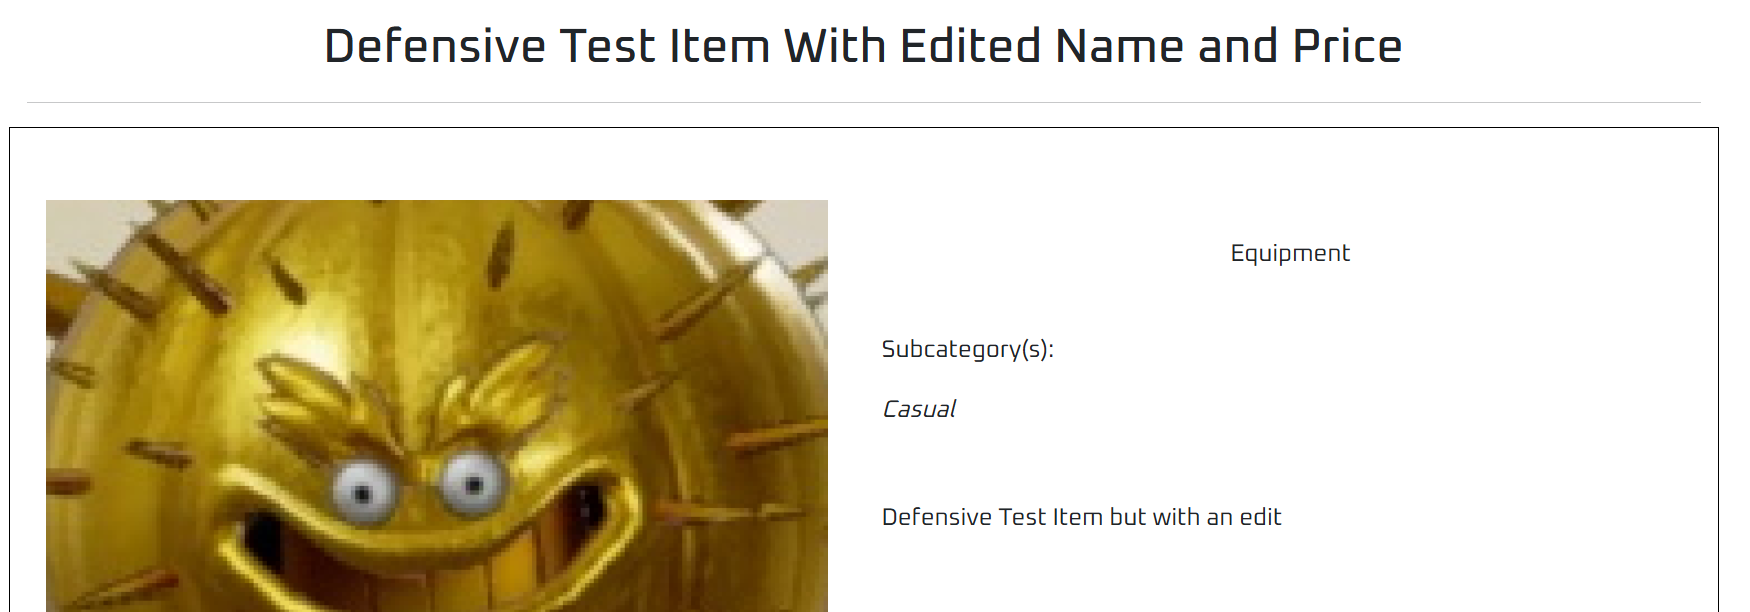 Defensive Test Item With Edited Name and Price
Equipment
Subcategory(s):
Casual
Defensive Test Item but with an edit